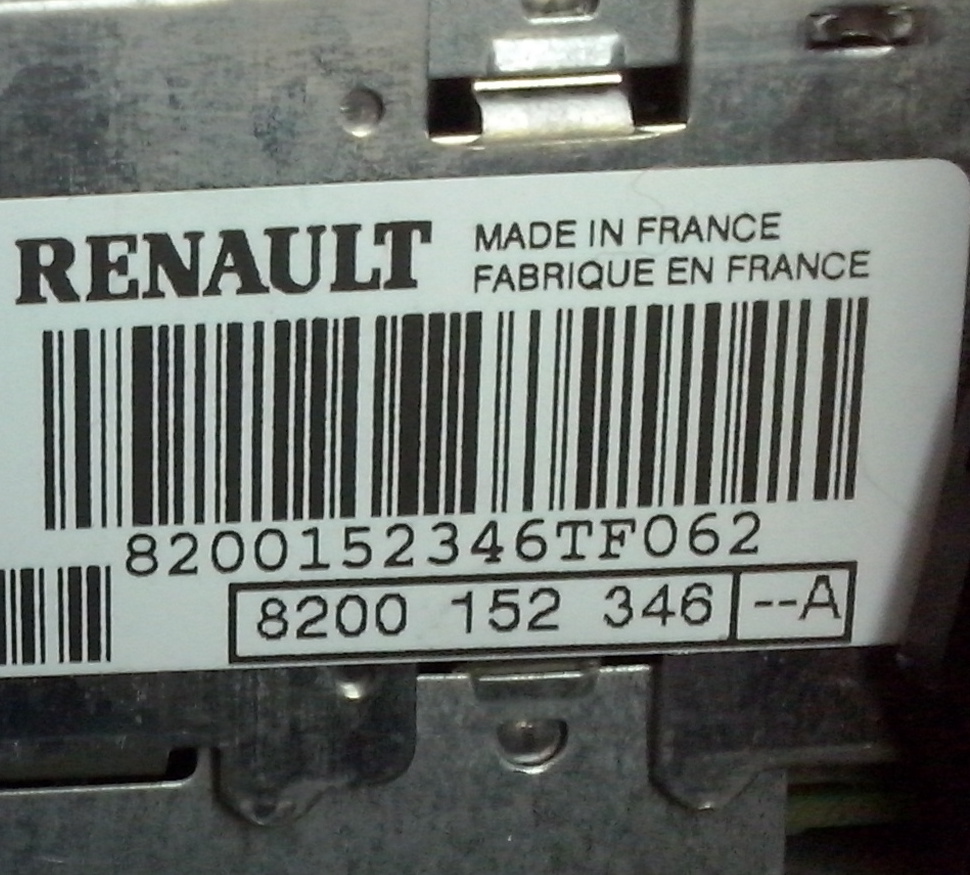 RENAULT
MADE IN FRANCE
FABRIQUE EN FRANCE
8200152346TF062
8200 152 346 --A